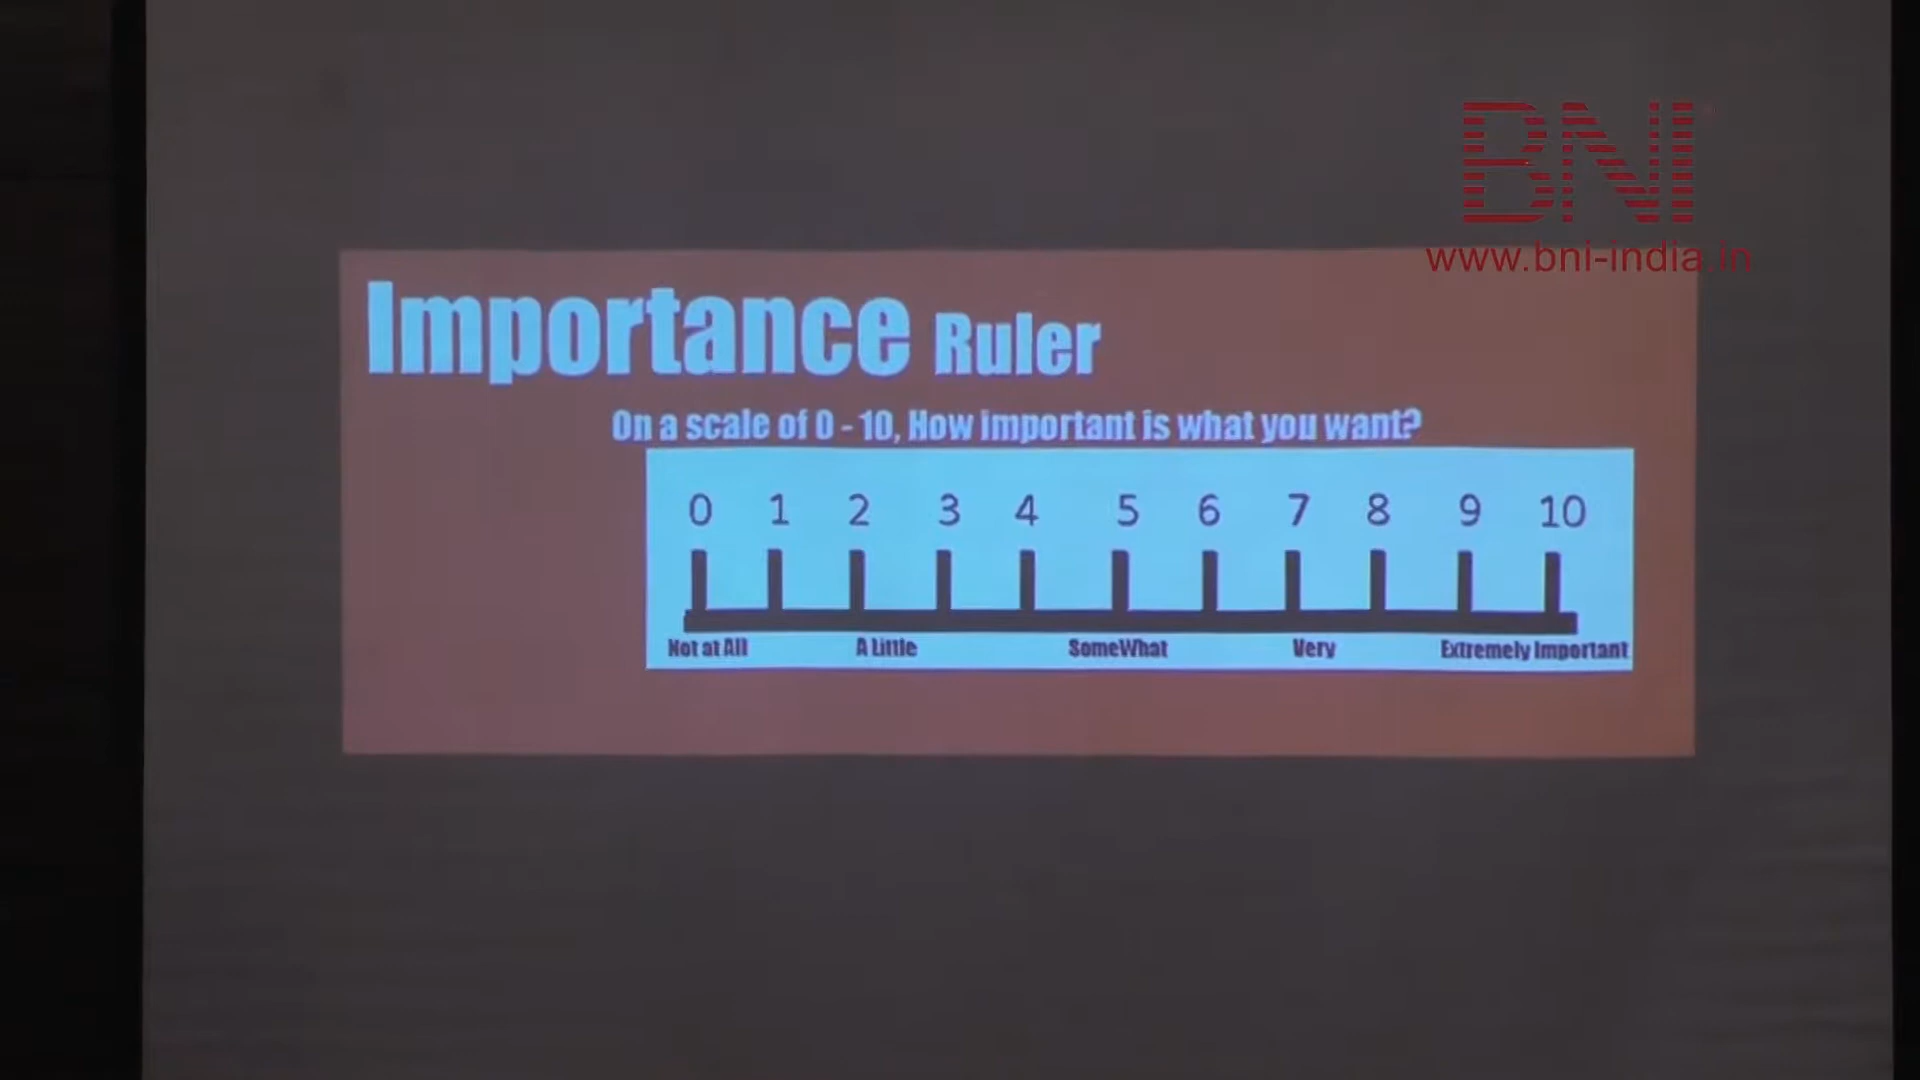 BNI
www.bni-india.in
Importance Ruler
On a scale of 0 - 10, How important is what you want?
0 1 2 3 4 5 6 7 8 9 10
Not at All A Little SomeWhat Very Extremely Important